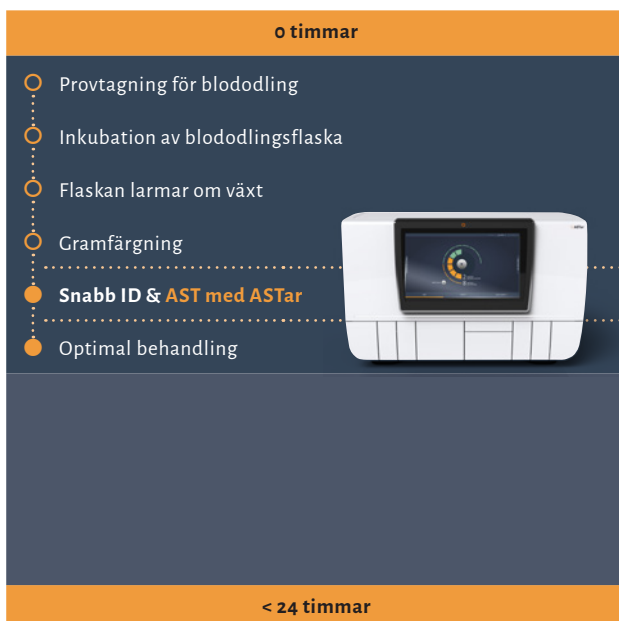 0 timmar
Provtagning för blododling
Inkubation av blododlingsflaska
Flaskan larmar om växt
Gramfärgning
Snabb ID & AST med ASTar
Optimal behandling
< 24 timmar